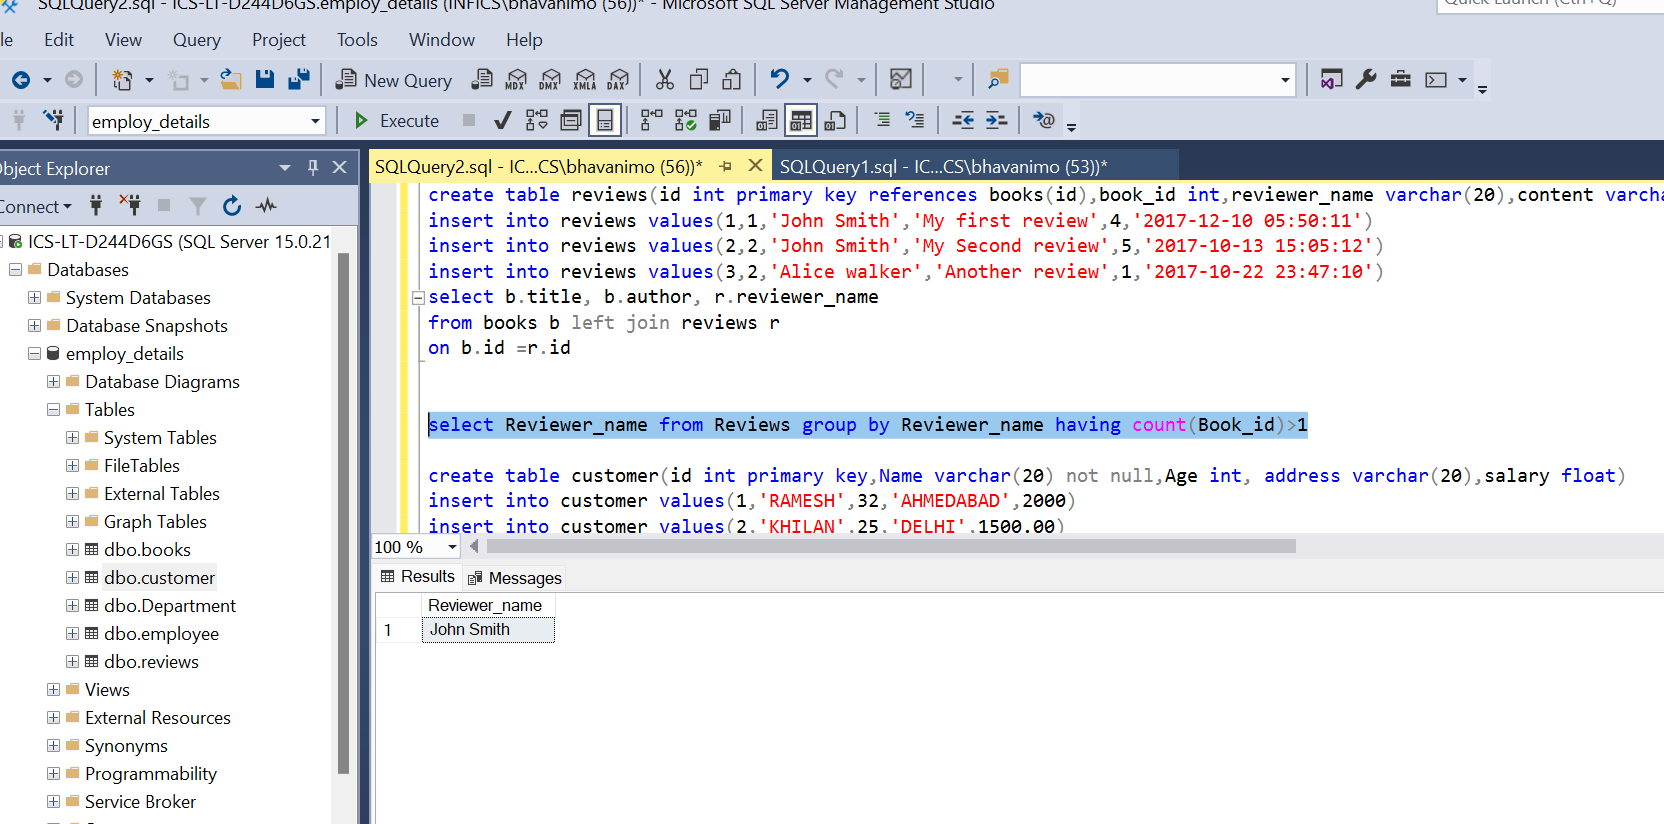 SQLQuery2.sql - ICS-LT-D244D6GS.employ_details (INFICS\bhavanimo (56))* - Microsoft SQL Server Management Studio
Quick Launch (Ctrl+Q)
le Edit View Query Project Tools Window Help
New Query MDX DMX XMLA DAX
employ_details Execute
bject Explorer
SQLQuery2.sql - IC...CS\bhavanimo (56))* SQLQuery1.sql - IC...CS\bhavanimo (53))*
onnect
ICS-LT-D244D6GS (SQL Server 15.0.21
Databases
System Databases
Database Snapshots
employ_details
Database Diagrams
Tables
System Tables
FileTables
External Tables
Graph Tables
dbo.books
dbo.customer
dbo.Department
dbo.employee
dbo.reviews
Views
External Resources
Synonyms
Programmability
Service Broker
create table reviews(id int primary key references books(id),book_id int,reviewer_name varchar(20),content varcha
insert into reviews values(1,1,'John Smith','My first review',4,'2017-12-10 05:50:11')
insert into reviews values(2,2,'John Smith','My Second review',5,'2017-10-13 15:05:12')
insert into reviews values(3,2,'Alice walker','Another review',1,'2017-10-22 23:47:10')
select b.title, b.author, r.reviewer_name
from books b left join reviews r
on b.id =r.id
select Reviewer_name from Reviews group by Reviewer_name having count(Book_id)>1
create table customer(id int primary key,Name varchar(20) not null,Age int, address varchar(20),salary float)
insert into customer values(1,'RAMESH',32,'AHMEDABAD',2000)
insert into customer values(2,'KHILAN',25,'DELHI',1500.00)
100 %
Results Messages
Reviewer_name
1 John Smith